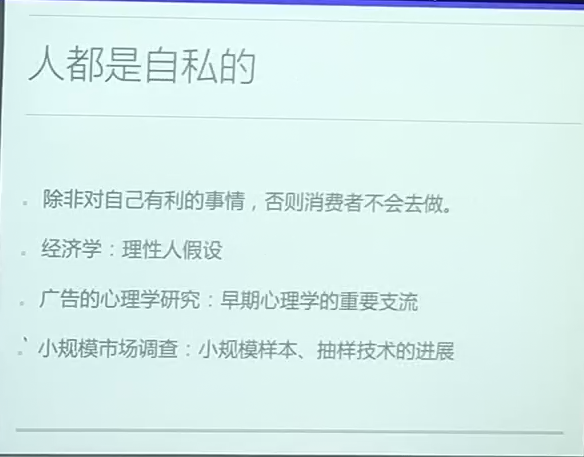 人都是自私的
除非对自己有利的事情，否则消费者不会去做。
经济学：理性人假设
广告的心理学研究：早期心理学的重要支流
小规模市场调查：小规模样本、抽样技术的进展